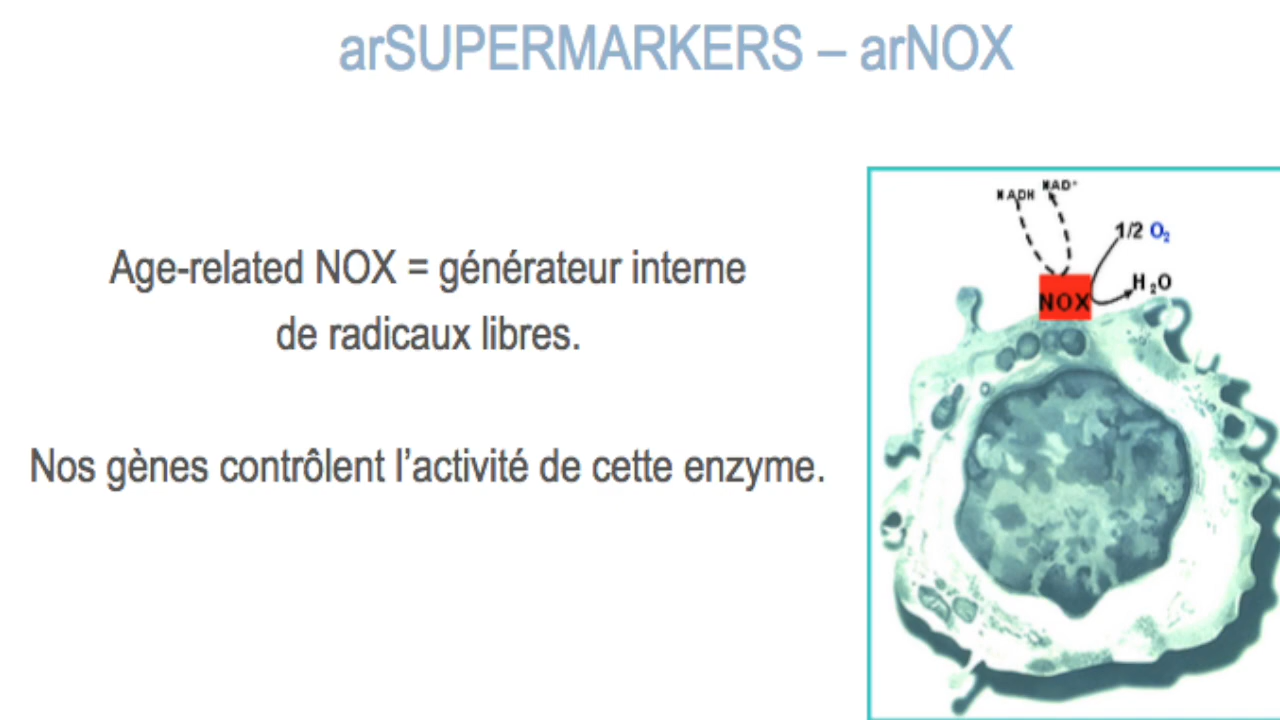 arSUPERMARKERS – arNOX
Age-related NOX = générateur interne
de radicaux libres.
Nos gènes contrôlent l’activité de cette enzyme.
NADH NAD⁺
1/2 O₂
H₂O
NOX